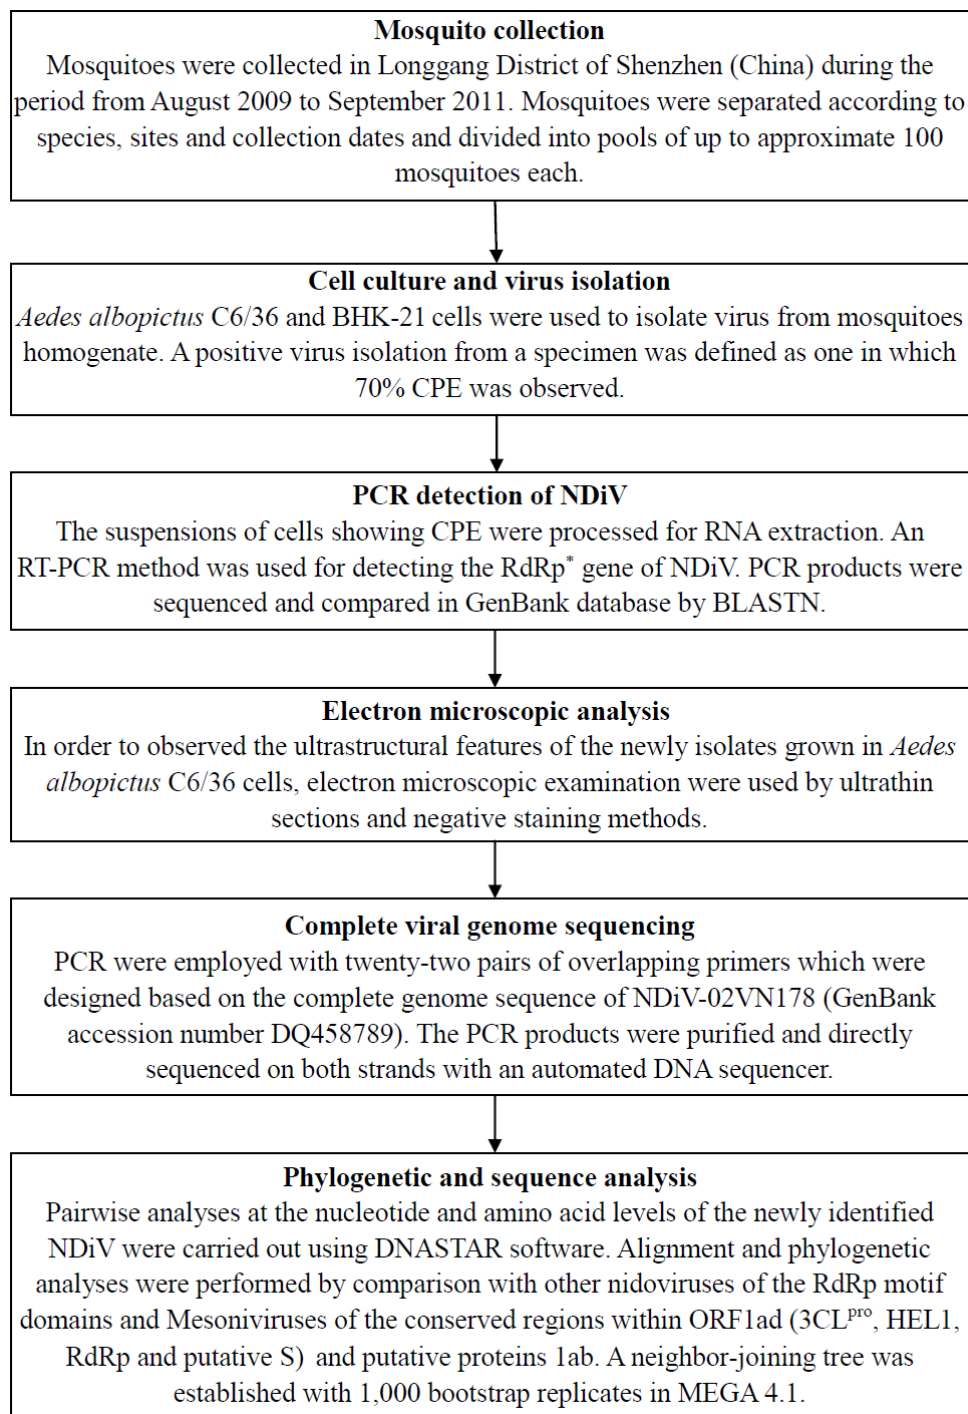 Mosquito collection
Mosquitoes were collected in Longgang District of Shenzhen (China) during the
period from August 2009 to September 2011. Mosquitoes were separated according to
species, sites and collection dates and divided into pools of up to approximate 100
mosquitoes each.
Cell culture and virus isolation
Aedes albopictus C6/36 and BHK-21 cells were used to isolate virus from mosquitoes
homogenate. A positive virus isolation from a specimen was defined as one in which
70% CPE was observed.
PCR detection of NDiV
The suspensions of cells showing CPE were processed for RNA extraction. An
RT-PCR method was used for detecting the RdRp* gene of NDiV. PCR products were
sequenced and compared in GenBank database by BLASTN.
Electron microscopic analysis
In order to observed the ultrastructural features of the newly isolates grown in Aedes
albopictus C6/36 cells, electron microscopic examination were used by ultrathin
sections and negative staining methods.
Complete viral genome sequencing
PCR were employed with twenty-two pairs of overlapping primers which were
designed based on the complete genome sequence of NDiV-02VN178 (GenBank
accession number DQ458789). The PCR products were purified and directly
sequenced on both strands with an automated DNA sequencer.
Phylogenetic and sequence analysis
Pairwise analyses at the nucleotide and amino acid levels of the newly identified
NDiV were carried out using DNASTAR software. Alignment and phylogenetic
analyses were performed by comparison with other nidoviruses of the RdRp motif
domains and Mesoniviruses of the conserved regions within ORF1ad (3CLpro, HEL1,
RdRp and putative S) and putative proteins 1ab. A neighbor-joining tree was
established with 1,000 bootstrap replicates in MEGA 4.1.